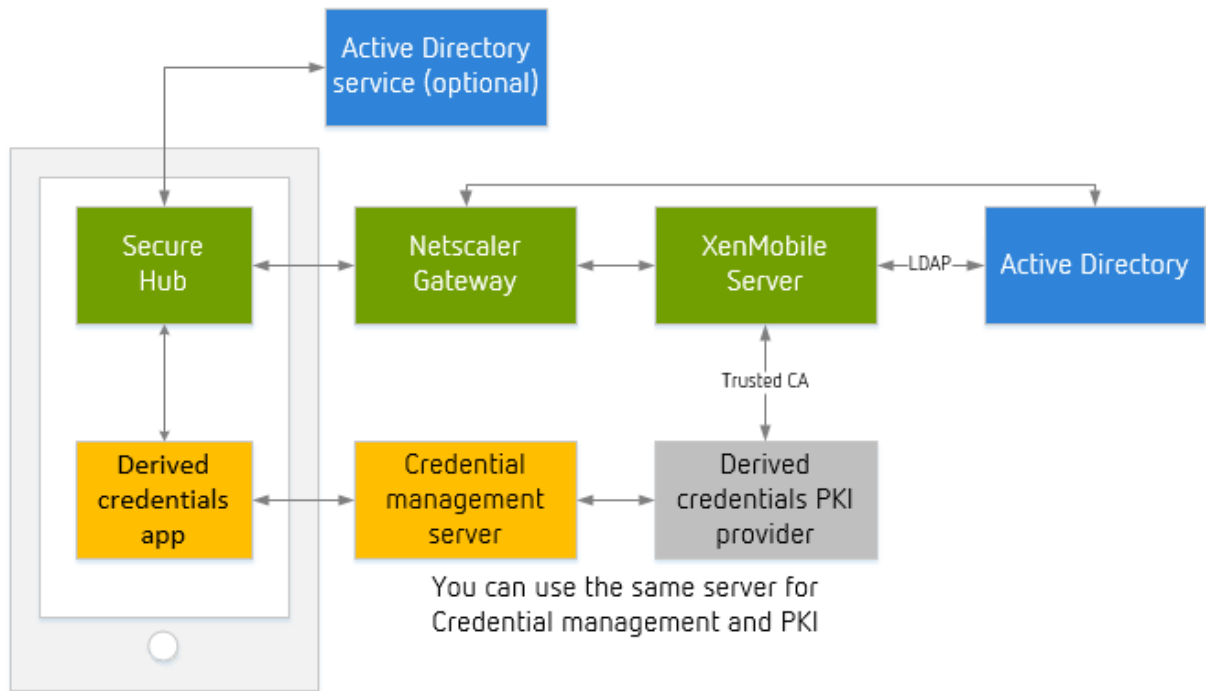 Active Directory
service (optional)
Secure
Hub
Netscaler
Gateway
XenMobile
Server
LDAP
Active Directory
Trusted CA
Derived
credentials
app
Credential
management
server
Derived
credentials PKI
provider
You can use the same server for
Credential management and PKI